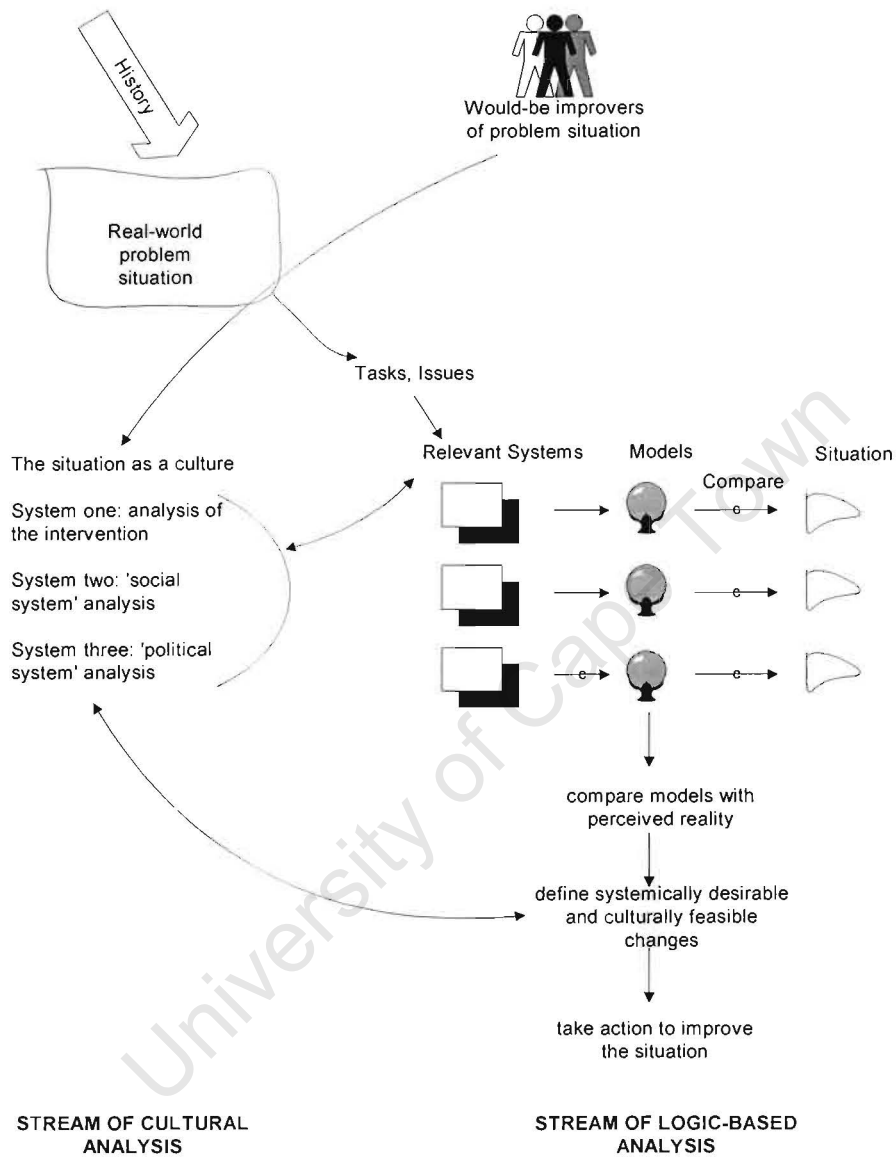 History
Would-be improvers
of problem situation
Real-world
problem
situation
Tasks, Issues
The situation as a culture
System one: analysis of
the intervention
System two: 'social
system' analysis
System three: 'political
system' analysis
Relevant Systems
Models
Situation
Compare
c
c
c
c
compare models with
perceived reality
define systemically desirable
and culturally feasible
changes
take action to improve
the situation
STREAM OF CULTURAL
ANALYSIS
STREAM OF LOGIC-BASED
ANALYSIS
University of Cape Town